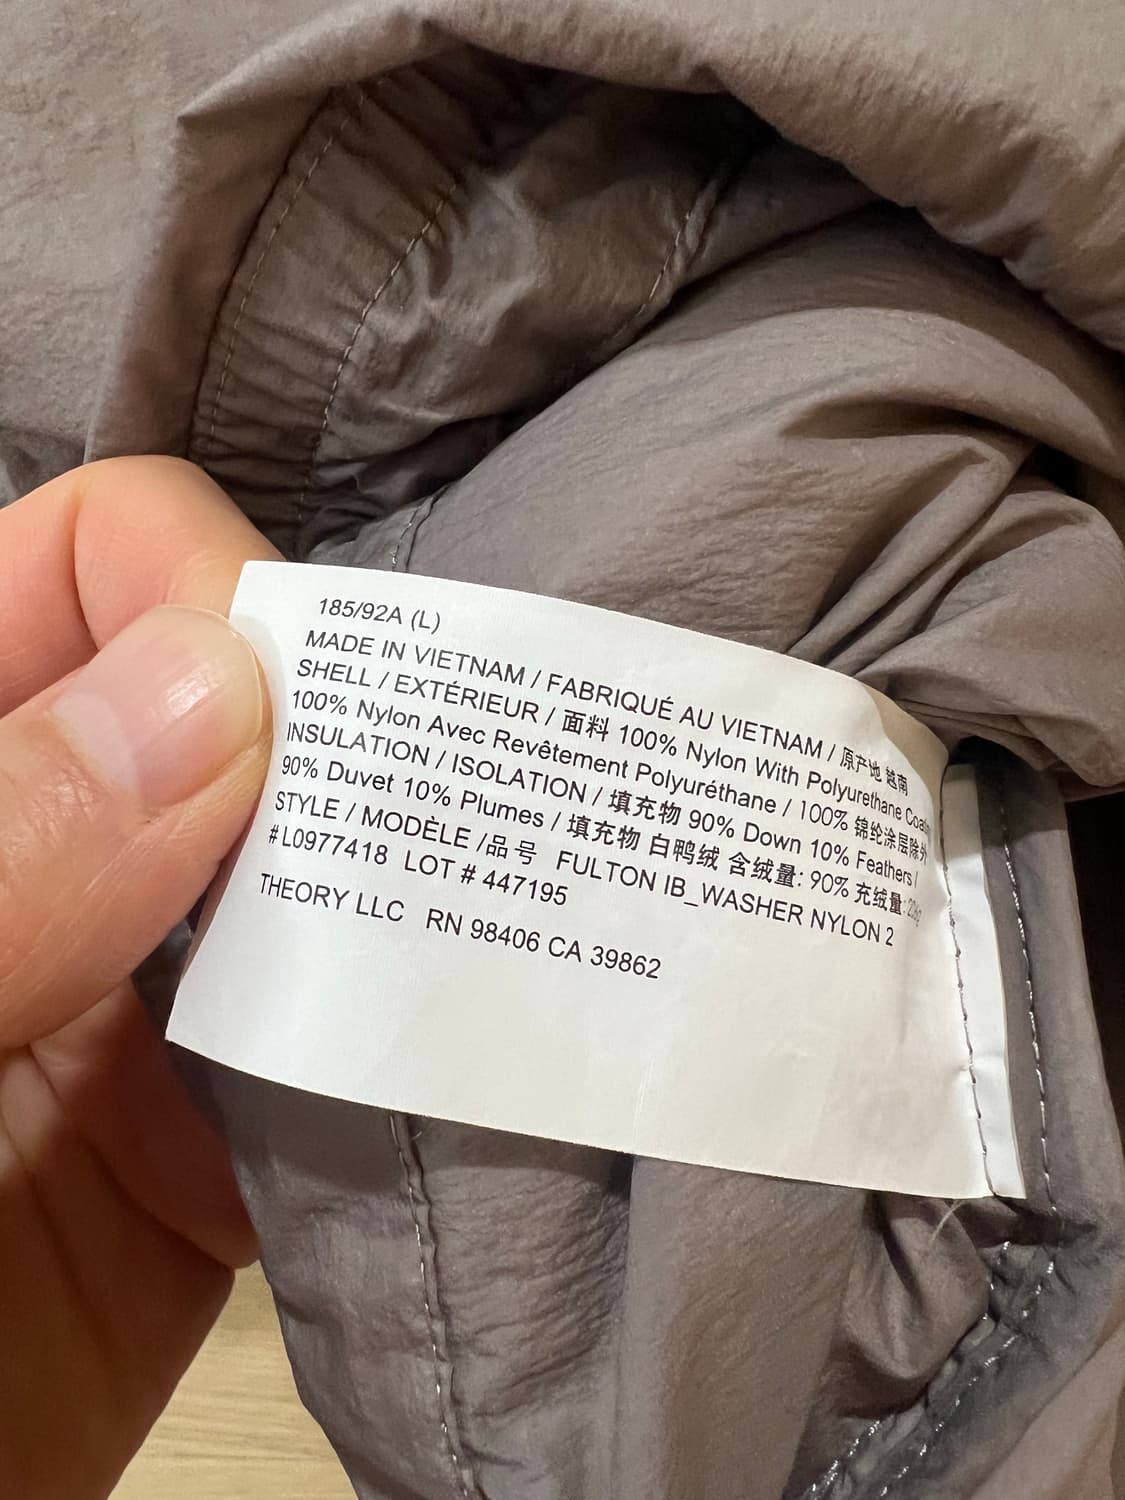 185/92A (L)
MADE IN VIETNAM / FABRIQUÉ AU VIETNAM / 原产地 越南
SHELL / EXTÉRIEUR / 面料 100% Nylon With Polyurethane
100% Nylon Avec Revêtement Polyuréthane / 100% 锦纶涂层除外
INSULATION / ISOLATION / 填充物 90% Down 10% Feathers /
90% Duvet 10% Plumes / 填充物 白鸭绒 含绒量: 90% 充绒量:
STYLE / MODÈLE /品 号 FULTON IB_WASHER NYLON 2
#L0977418 LOT # 447195
THEORY LLC RN 98406 CA 39862